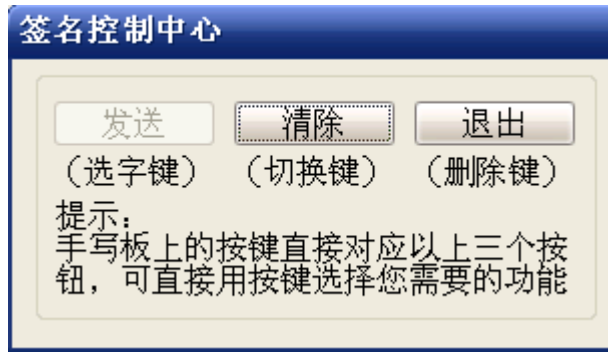 签名控制中心
发送 清除 退出
(选字键) (切换键) (删除键)
提示:
手写板上的按键直接对应以上三个按
钮,可直接用按键选择您需要的功能